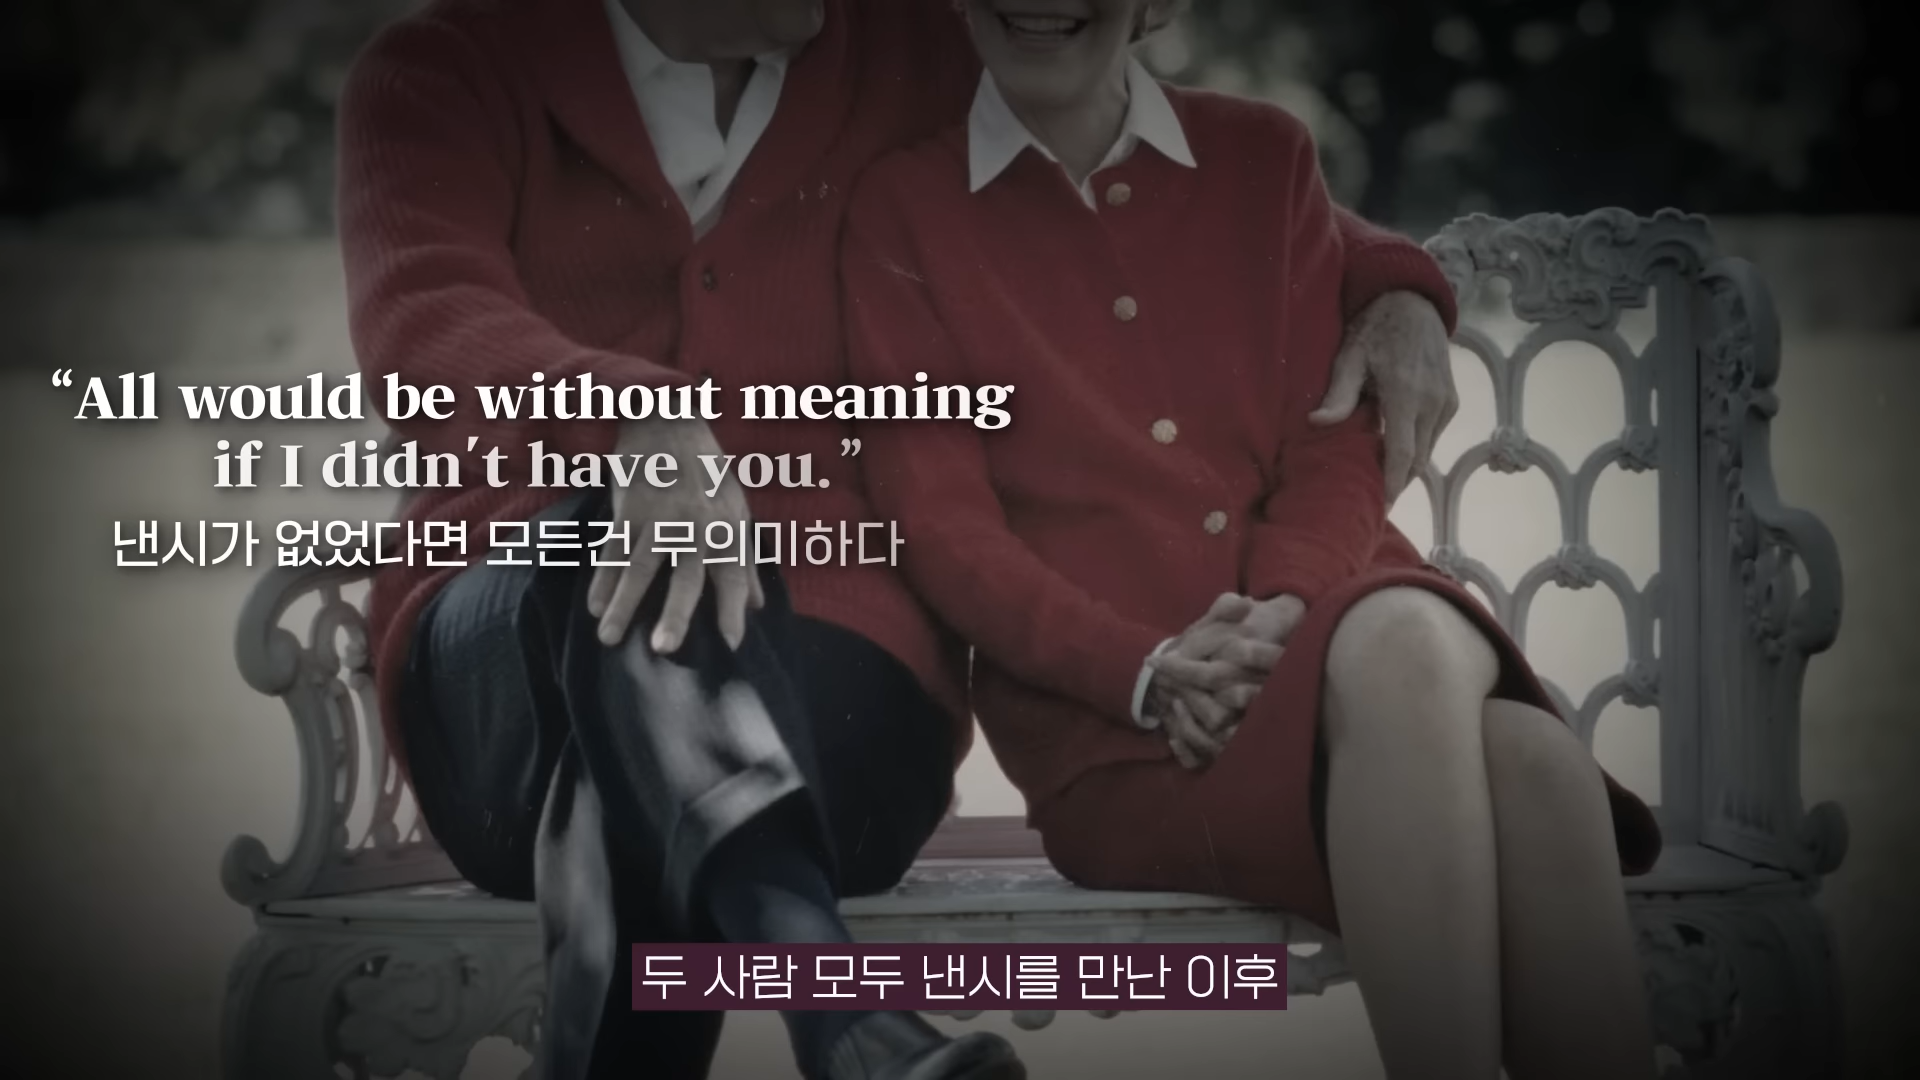 “All would be without meaning
if I didn't have you.”
낸시가 없었다면 모든건 무의미하다
두 사람 모두 낸시를 만난 이후